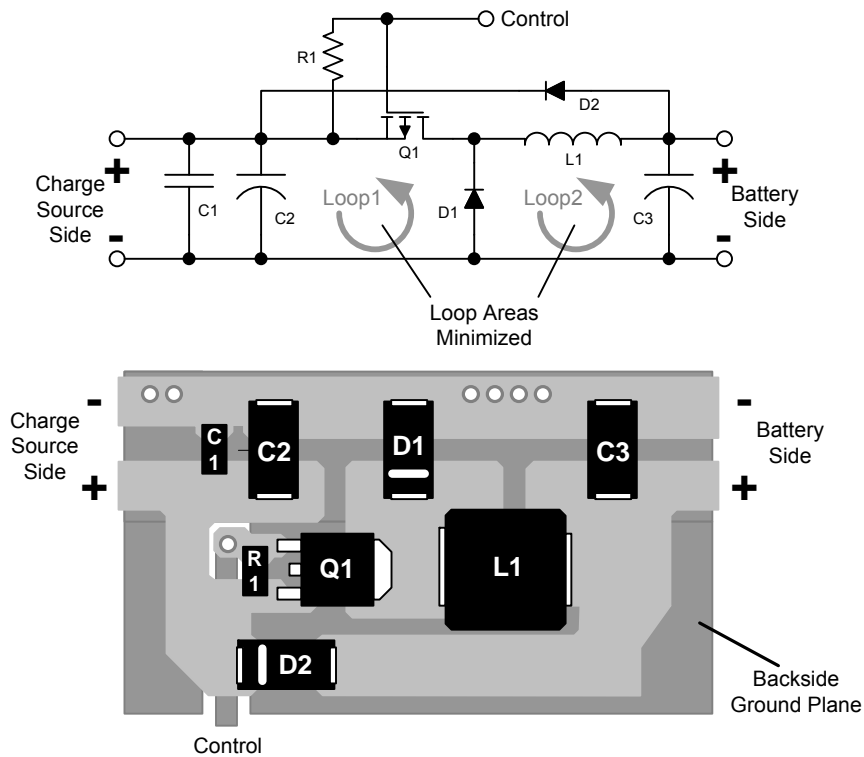 Control
R1
D2
Q1
L1
+
+
Charge
Source
Side
C1
C2
Loop1
D1
Loop2
C3
Battery
Side
-
-
Loop Areas
Minimized
-
-
Charge
Source
Side
C
1
C2
D1
C3
Battery
Side
+
+
R
1
Q1
L1
D2
Backside
Ground Plane
Control